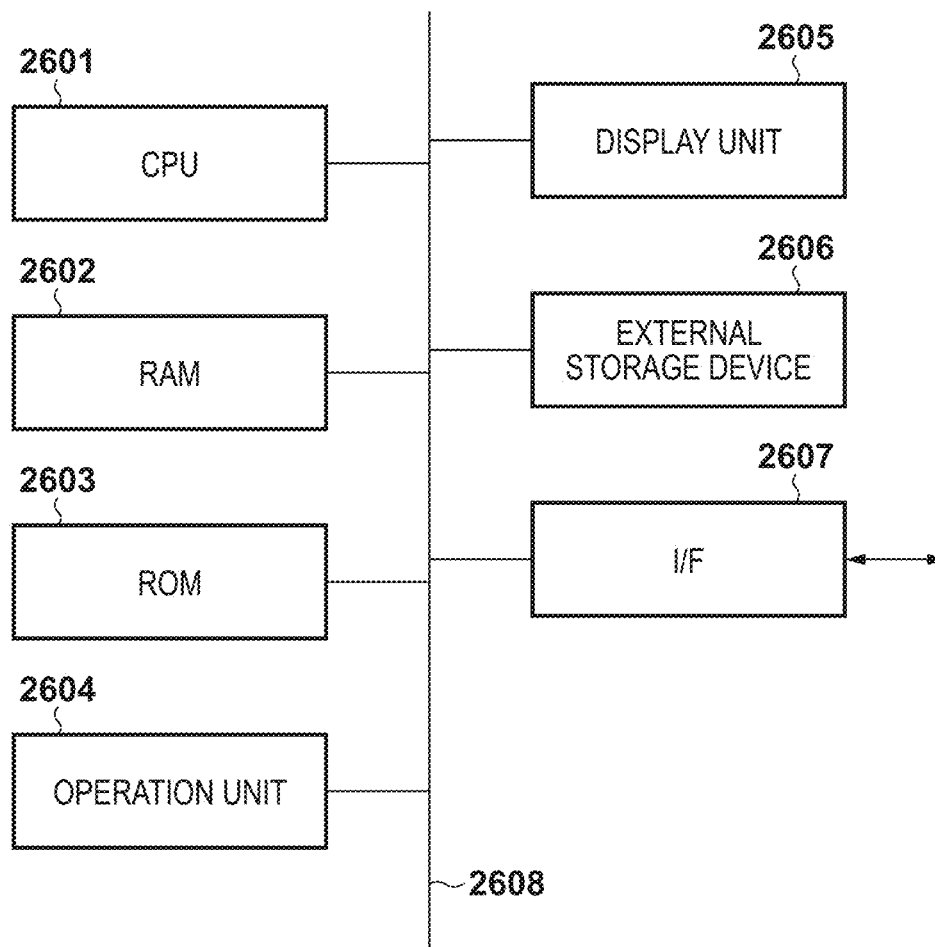 2601
CPU
2602
RAM
2603
ROM
2604
OPERATION UNIT
2605
DISPLAY UNIT
2606
EXTERNAL
STORAGE DEVICE
2607
I/F
2608